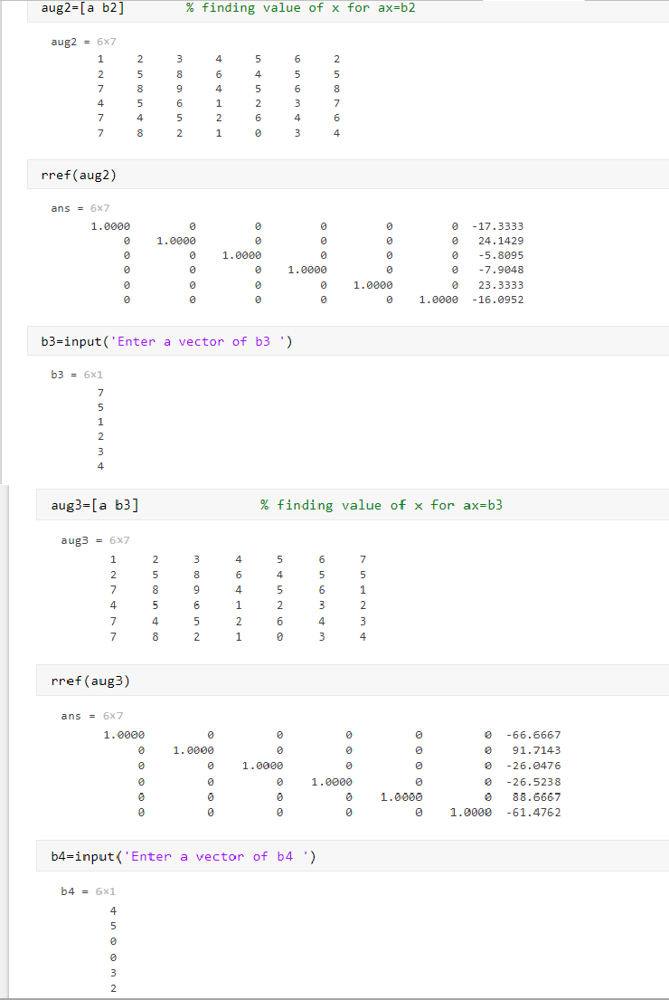 aug2=[a b2] % finding value of x for ax=b2
aug2 = 6×7
1 2 3 4 5 6 2
2 5 8 6 4 5 5
7 8 9 4 5 6 8
4 5 6 1 2 3 7
7 4 5 2 6 4 6
7 8 2 1 0 3 4
rref(aug2)
ans = 6×7
1.0000 0 0 0 0 0 -17.3333
0 1.0000 0 0 0 0 24.1429
0 0 1.0000 0 0 0 -5.8095
0 0 0 1.0000 0 0 -7.9048
0 0 0 0 1.0000 0 23.3333
0 0 0 0 0 1.0000 -16.0952
b3=input('Enter a vector of b3 ')
b3 = 6×1
7
5
1
2
3
4
aug3=[a b3] % finding value of x for ax=b3
aug3 = 6×7
1 2 3 4 5 6 7
2 5 8 6 4 5 5
7 8 9 4 5 6 1
4 5 6 1 2 3 2
7 4 5 2 6 4 3
7 8 2 1 0 3 4
rref(aug3)
ans = 6×7
1.0000 0 0 0 0 0 -66.6667
0 1.0000 0 0 0 0 91.7143
0 0 1.0000 0 0 0 -26.0476
0 0 0 1.0000 0 0 -26.5238
0 0 0 0 1.0000 0 88.6667
0 0 0 0 0 1.0000 -61.4762
b4=input('Enter a vector of b4 ')
b4 = 6×1
4
5
0
0
3
2